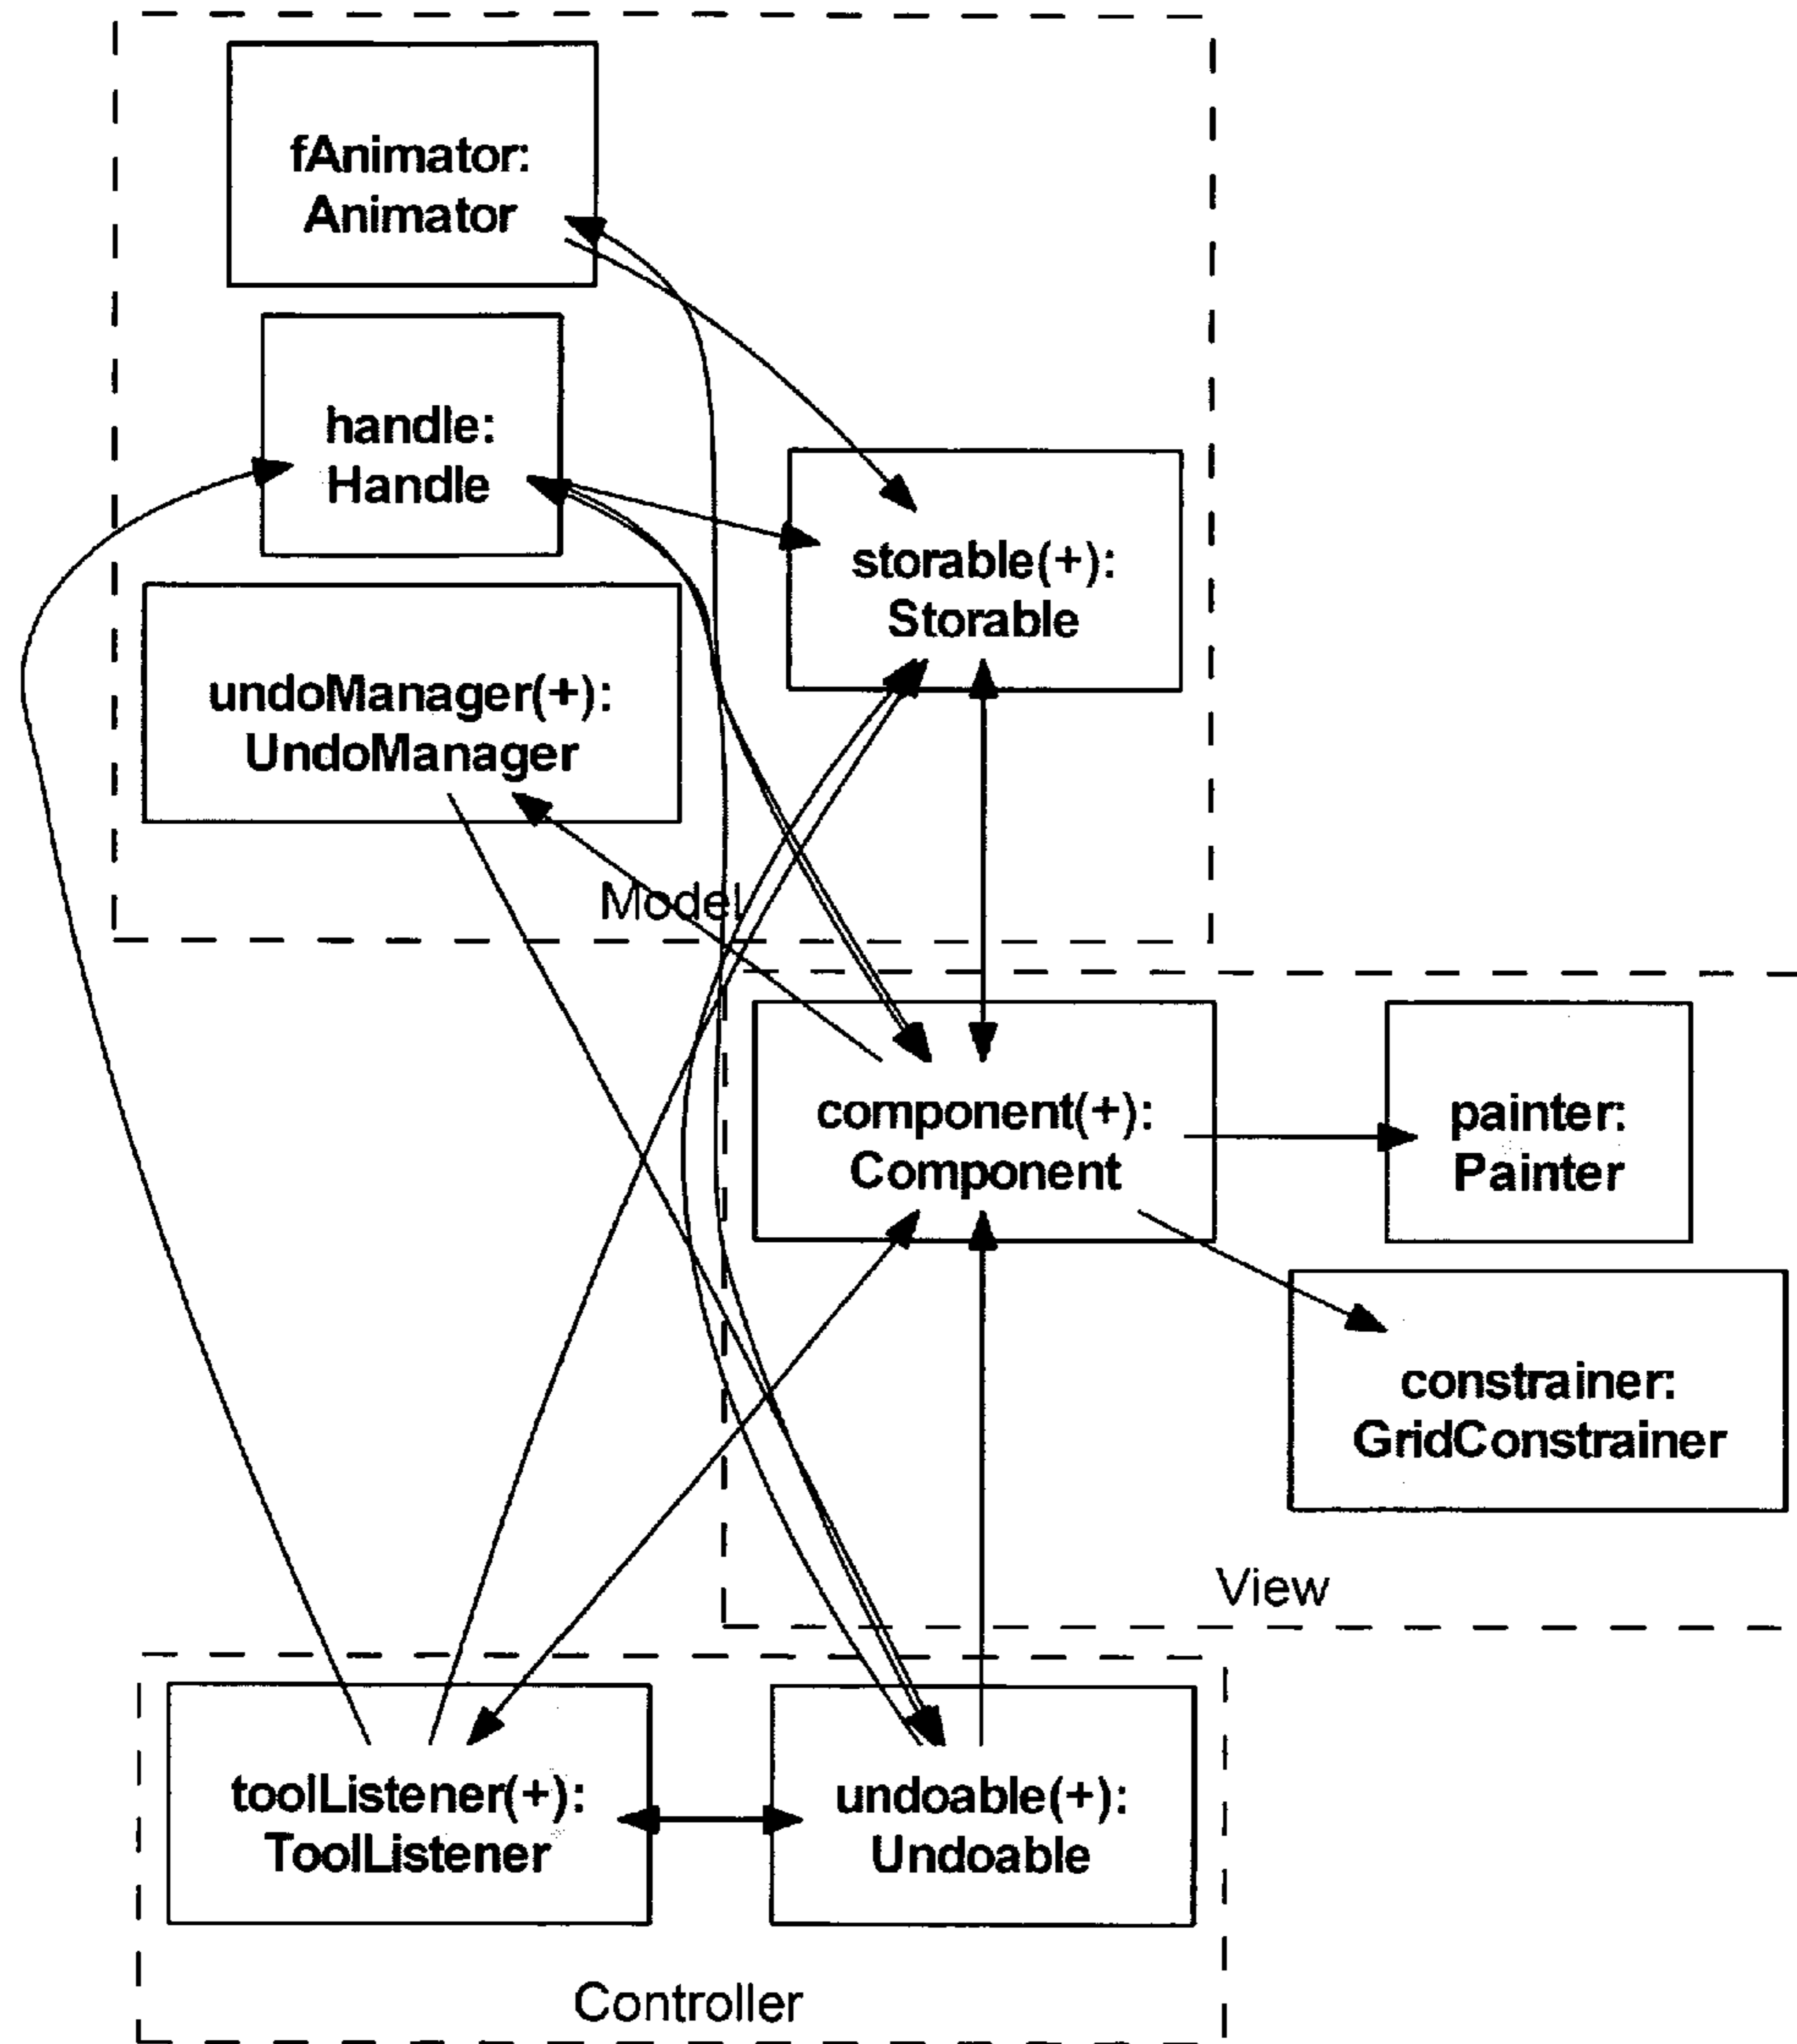 fAnimator:
Animator
handle:
Handle
storable(+):
Storable
undoManager(+):
UndoManager
Model
component(+):
Component
painter:
Painter
constrainer:
GridConstrainer
View
toolListener(+):
ToolListener
undoable(+):
Undoable
Controller